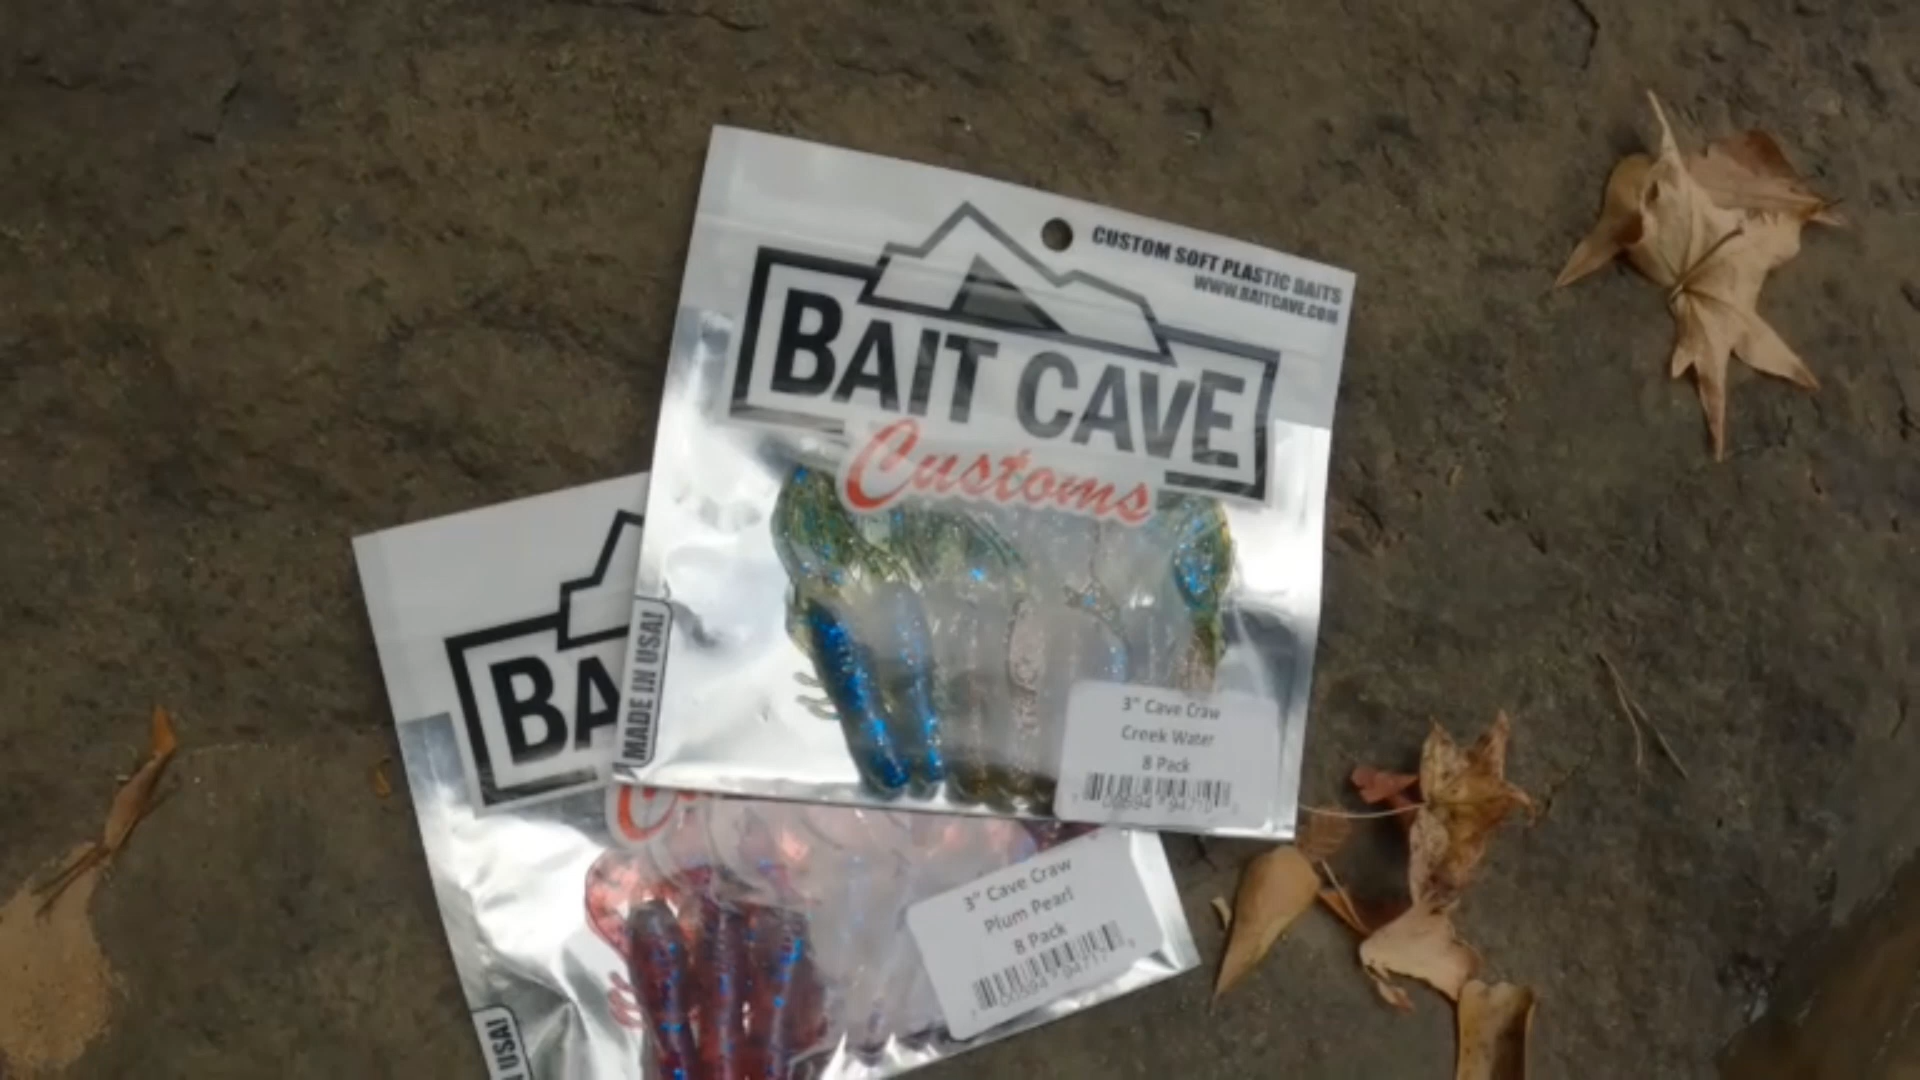 CUSTOM SOFT PLASTIC BAITS
WWW.BAITCAVE.COM
BAIT CAVE
Customs
MADE IN USA!
3" Cave Craw
Creek Water
8 Pack
BA
C
3" Cave Craw
Plum Pearl
8 Pack
USA!